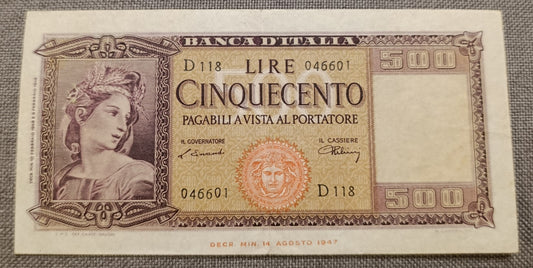 BANCA D'ITALIA
500
D 118 LIRE 046601
CINQUECENTO
PAGABILI A VISTA AL PORTATORE
IL GOVERNATORE IL CASSIERE
046601 D 118
500
DECR. MIN. 14 AGOSTO 1947